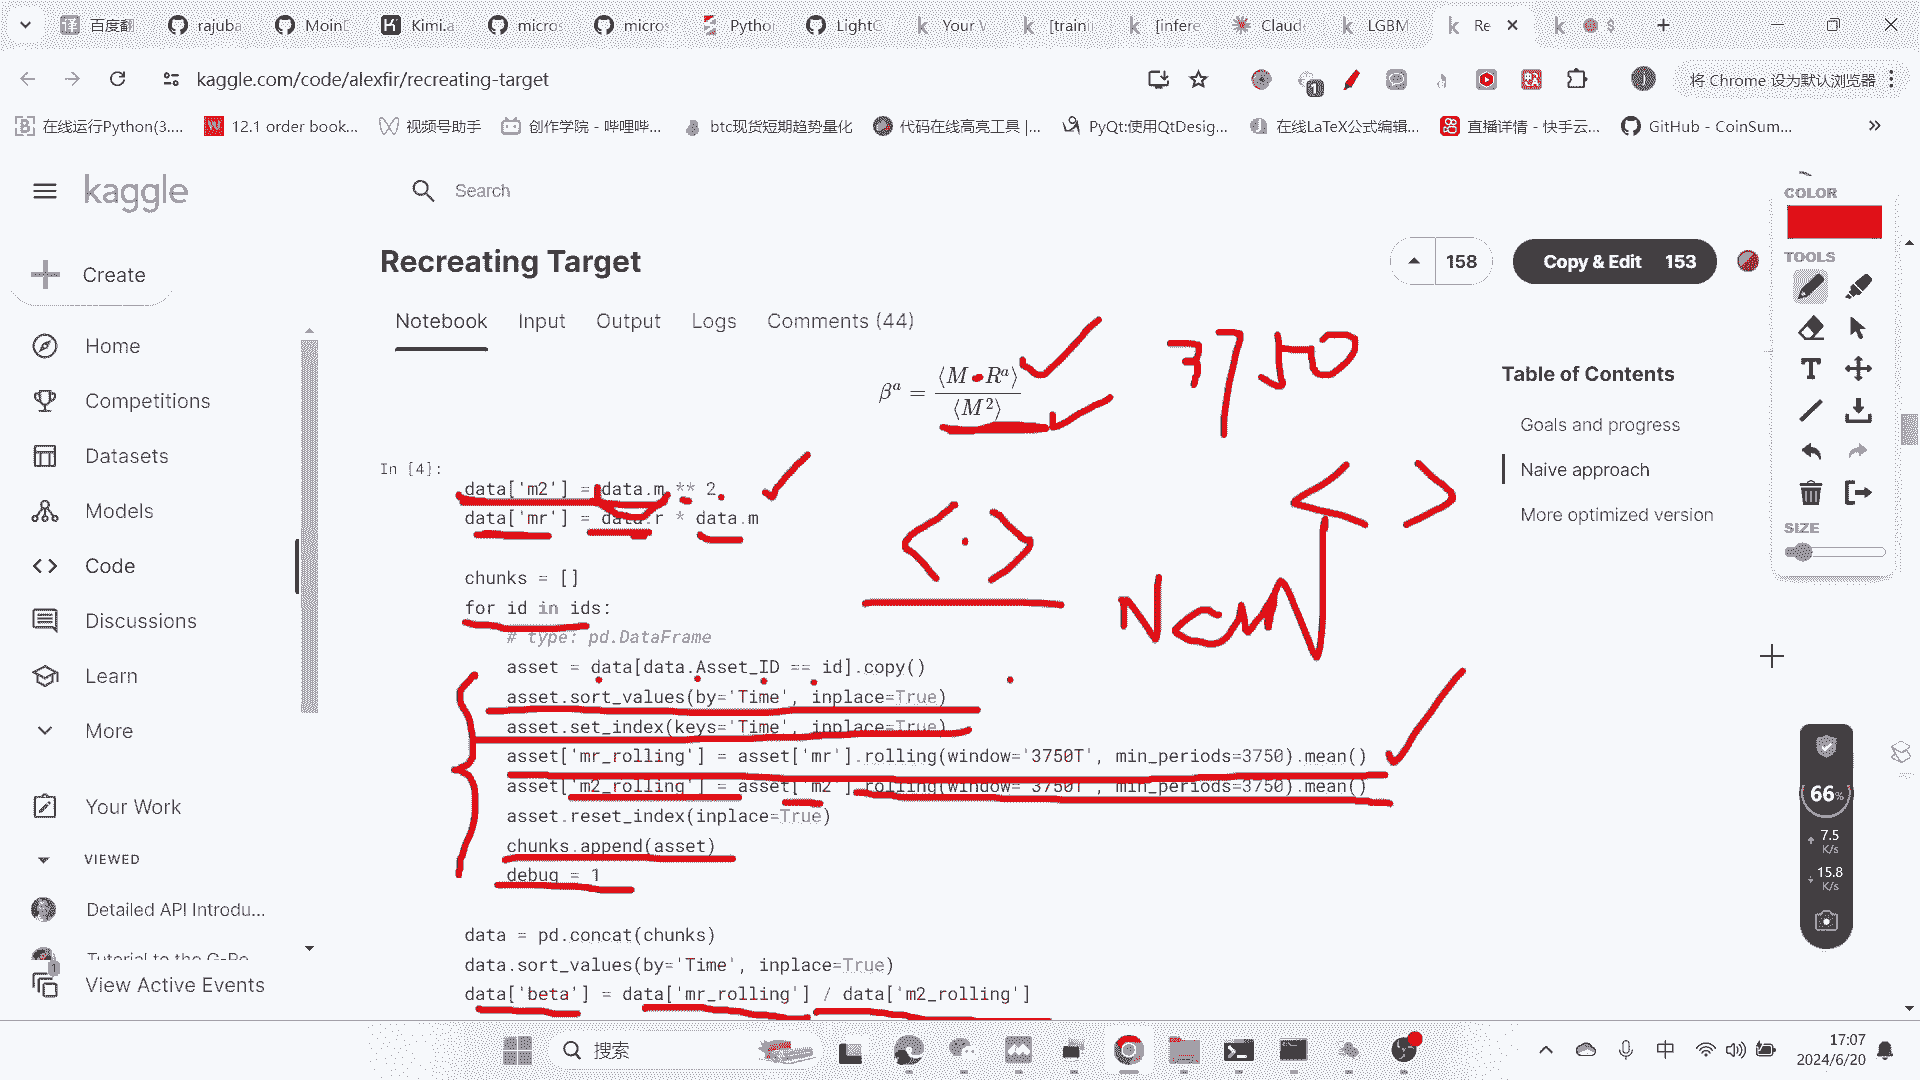 百度翻
rajuba
MoinI
Kimi.a
micros
micros
Pytho
LightC
Your V
[traini
[infere
Claud
LGBM
Re
$
kaggle.com/code/alexfir/recreating-target
将 Chrome 设为默认浏览器
在线运行Python(3....
12.1 order book...
视频号助手
创作学院 - 哔哩哔...
btc现货短期趋势量化
代码在线高亮工具 |...
PyQt:使用QtDesig...
在线LaTeX公式编辑...
直播详情 - 快手云...
GitHub - CoinSum...
kaggle
Search
COLOR
TOOLS
SIZE
Create
Home
Competitions
Datasets
Models
Code
Discussions
Learn
More
Your Work
VIEWED
Detailed API Introdu...
Tutorial to the G-Re
View Active Events
1
Recreating Target
158
Copy & Edit 153
Notebook
Input
Output
Logs
Comments (44)
βᵃ = ⟨M · Rᵃ⟩ / ⟨M²⟩
3750
< >
< · >
NaN
Table of Contents
Goals and progress
Naive approach
More optimized version
In [4]:
data['m2'] = data.m ** 2
data['mr'] = data.r * data.m
chunks = []
for id in ids:
# type: pd.DataFrame
asset = data[data.Asset_ID == id].copy()
asset.sort_values(by='Time', inplace=True)
asset.set_index(keys='Time', inplace=True)
asset['mr_rolling'] = asset['mr'].rolling(window='3750T', min_periods=3750).mean()
asset['m2_rolling'] = asset['m2'].rolling(window='3750T', min_periods=3750).mean()
asset.reset_index(inplace=True)
chunks.append(asset)
debug = 1
data = pd.concat(chunks)
data.sort_values(by='Time', inplace=True)
data['beta'] = data['mr_rolling'] / data['m2_rolling']
66%
7.5
K/s
15.8
K/s
搜索
中
17:07
2024/6/20